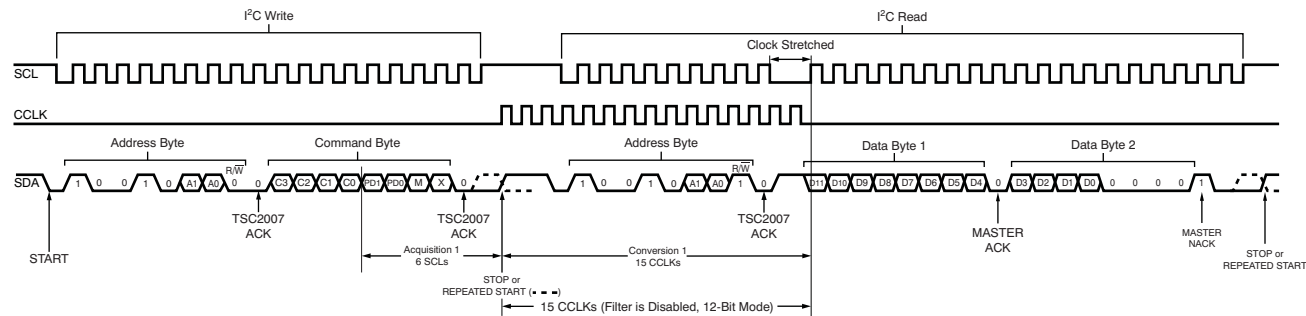 I²C Write
I²C Read
Clock Stretched
SCL
CCLK
Address Byte
Command Byte
Address Byte
Data Byte 1
Data Byte 2
R/W̅
R/W̅
SDA
1 0 0 1 0 A1 A0 0 0 C3 C2 C1 C0 PD1 PD0 M X 0 1 0 0 1 0 A1 A0 1 0 D11 D10 D9 D8 D7 D6 D5 D4 0 D3 D2 D1 D0 0 0 0 0 1
START
TSC2007
ACK
TSC2007
ACK
TSC2007
ACK
MASTER
ACK
MASTER
NACK
STOP or
REPEATED START
Acquisition 1
6 SCLs
Conversion 1
15 CCLKs
STOP or
REPEATED START ( )
15 CCLKs (Filter is Disabled, 12-Bit Mode)